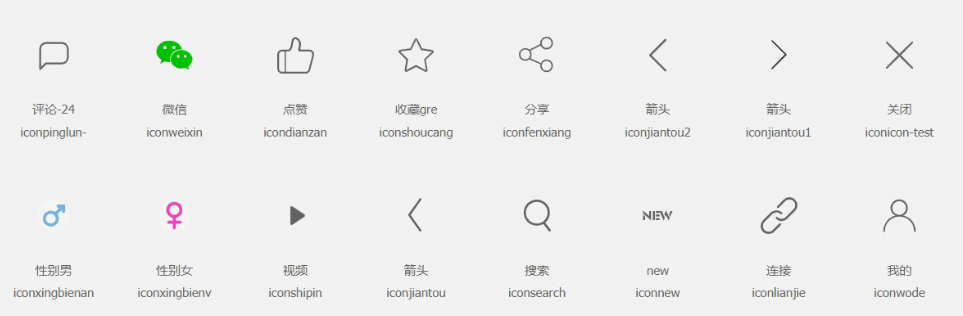 评论-24 微信 点赞 收藏gre 分享 箭头 箭头 关闭
iconpinglun- iconweixin icondianzan iconshoucang iconfenxiang iconjiantou2 iconjiantou1 iconicon-test
NEW
性别男 性别女 视频 箭头 搜索 new 连接 我的
iconxingbienan iconxingbienv iconshipin iconjiantou iconsearch iconnew iconlianjie iconwode